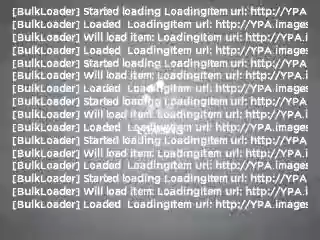 [BulkLoader] Started loading LoadingItem url: http://YPA
[BulkLoader] Loaded  LoadingItem url: http://YPA.images
[BulkLoader] Will load item: LoadingItem url: http://YPA.i
[BulkLoader] Loaded  LoadingItem url: http://YPA.images
[BulkLoader] Started loading LoadingItem url: http://YPA
[BulkLoader] Will load item: LoadingItem url: http://YPA.i
[BulkLoader] Loaded  LoadingItem url: http://YPA.images
[BulkLoader] Started loading LoadingItem url: http://YPA
[BulkLoader] Will load item: LoadingItem url: http://YPA.i
[BulkLoader] Loaded  LoadingItem url: http://YPA.images
[BulkLoader] Started loading LoadingItem url: http://YPA
[BulkLoader] Will load item: LoadingItem url: http://YPA.i
[BulkLoader] Loaded  LoadingItem url: http://YPA.images
[BulkLoader] Started loading LoadingItem url: http://YPA
[BulkLoader] Will load item: LoadingItem url: http://YPA.i
[BulkLoader] Loaded  LoadingItem url: http://YPA.images